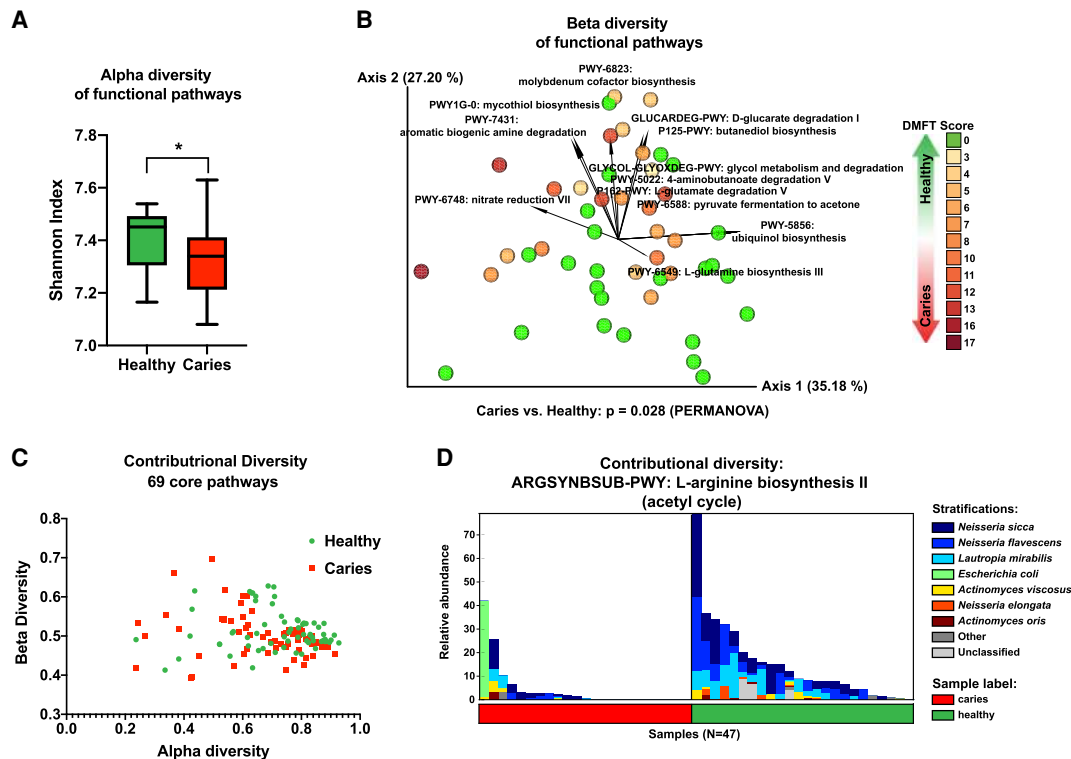 A
Alpha diversity
of functional pathways
7.8
7.6
7.4
7.2
7.0
Shannon Index
*
Healthy Caries
B
Beta diversity
of functional pathways
Axis 2 (27.20 %)
PWY-6823:
molybdenum cofactor biosynthesis
PWY1G-0: mycothiol biosynthesis
PWY-7431:
aromatic biogenic amine degradation
GLUCARDEG-PWY: D-glucarate degradation I
P125-PWY: butanediol biosynthesis
GLYCOL-GLYOXDEG-PWY: glycol metabolism and degradation
PWY-5022: 4-aminobutanoate degradation V
P162-PWY: L-glutamate degradation V
PWY-6748: nitrate reduction VII
PWY-6588: pyruvate fermentation to acetone
PWY-5856:
ubiquinol biosynthesis
PWY-6549: L-glutamine biosynthesis III
Axis 1 (35.18 %)
Caries vs. Healthy: p = 0.028 (PERMANOVA)
DMFT Score
Healthy
Caries
0
3
4
5
6
7
8
10
11
12
13
16
17
C
Contributrional Diversity
69 core pathways
0.8
0.7
0.6
0.5
0.4
0.3
Beta Diversity
Healthy
Caries
0.0 0.2 0.4 0.6 0.8 1.0
Alpha diversity
D
Contributional diversity:
ARGSYNBSUB-PWY: L-arginine biosynthesis II
(acetyl cycle)
70
60
50
40
30
20
10
0
Relative abundance
Samples (N=47)
Stratifications:
Neisseria sicca
Neisseria flavescens
Lautropia mirabilis
Escherichia coli
Actinomyces viscosus
Neisseria elongata
Actinomyces oris
Other
Unclassified
Sample label:
caries
healthy